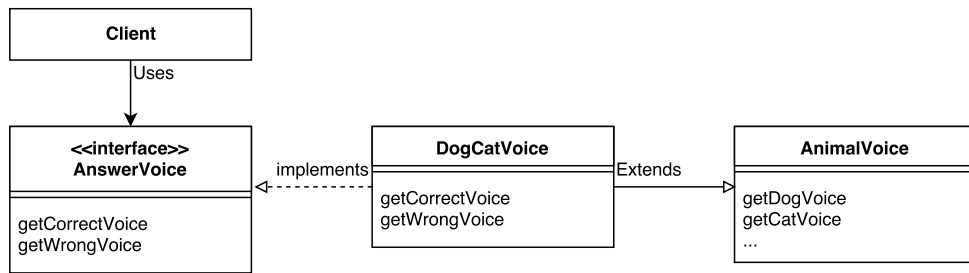 Client
Uses
<<interface>>
AnswerVoice
getCorrectVoice
getWrongVoice
implements
DogCatVoice
getCorrectVoice
getWrongVoice
Extends
AnimalVoice
getDogVoice
getCatVoice
...